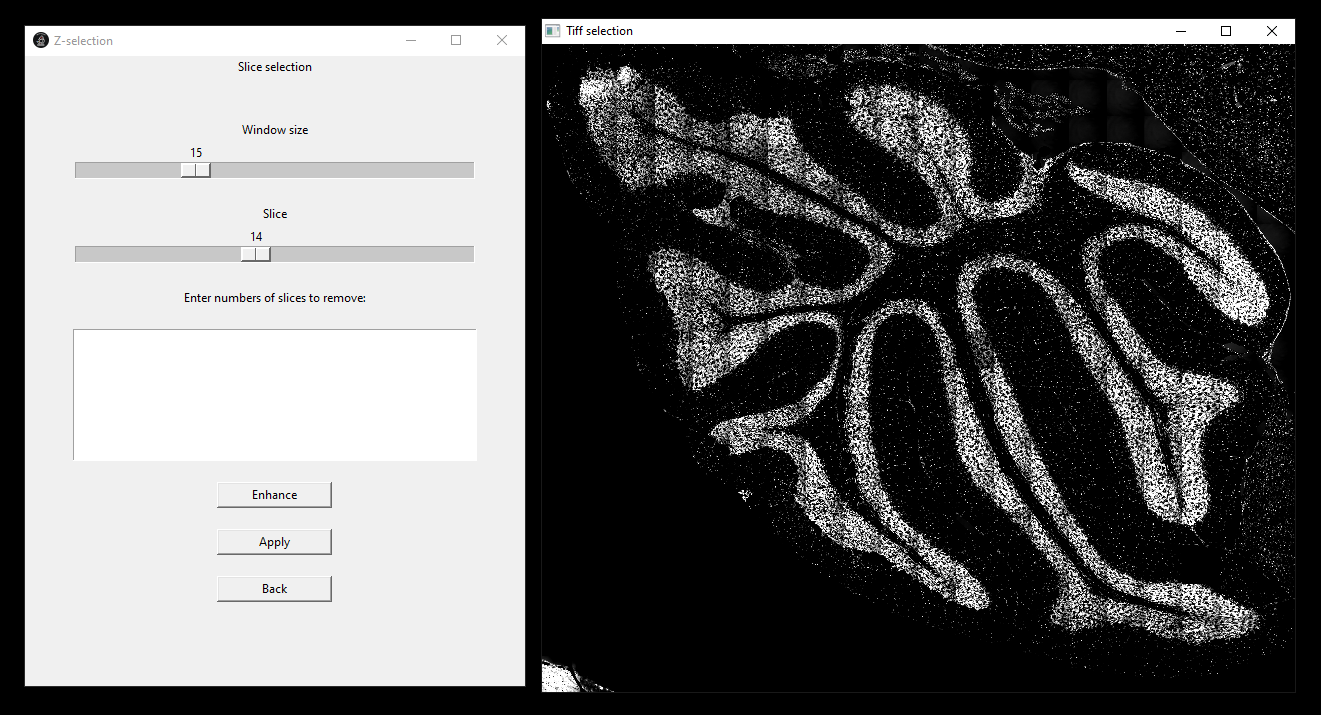 Z-selection
Slice selection
Window size
15
Slice
14
Enter numbers of slices to remove:
Enhance
Apply
Back
Tiff selection